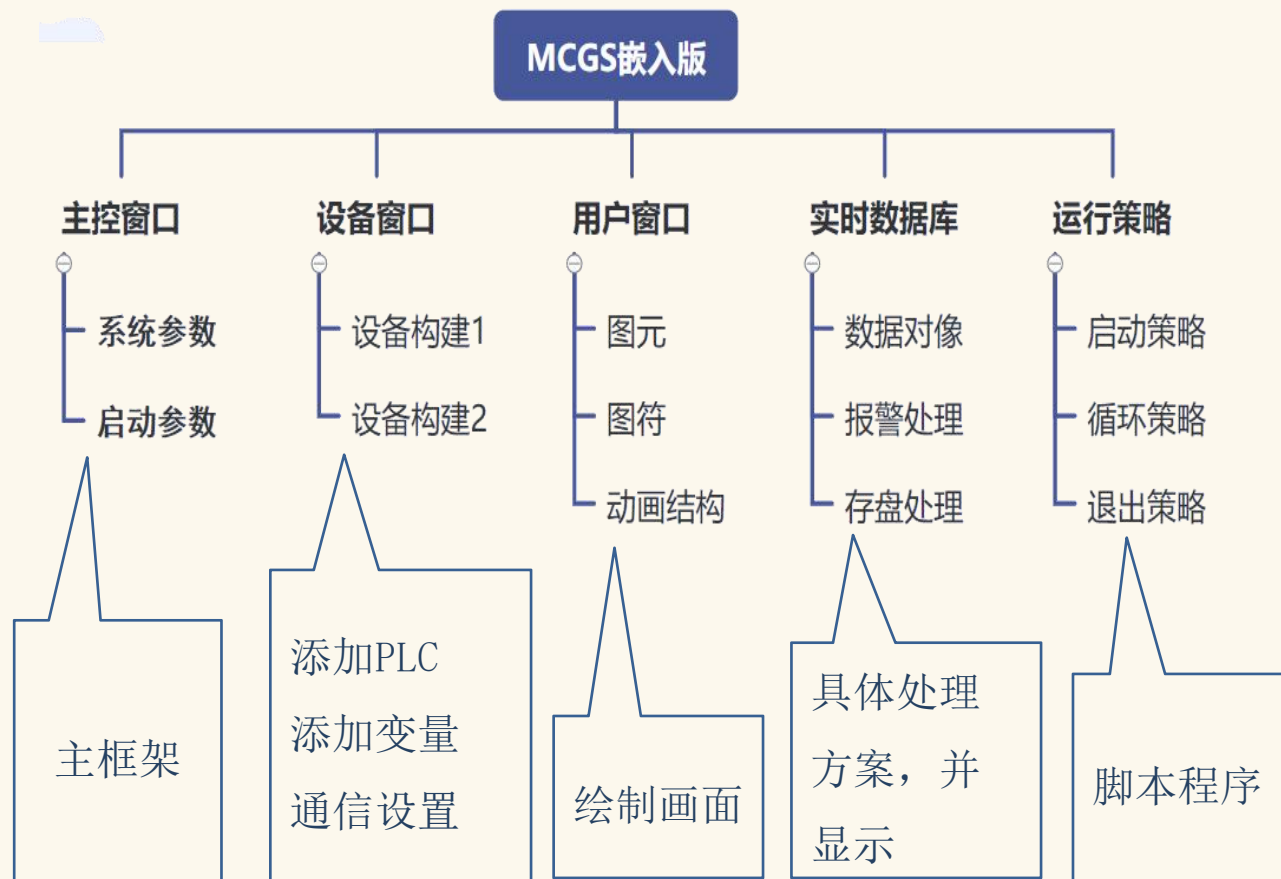 MCGS嵌入版
主控窗口
系统参数
启动参数
主框架
设备窗口
设备构建1
设备构建2
添加PLC
添加变量
通信设置
用户窗口
图元
图符
动画结构
绘制画面
实时数据库
数据对像
报警处理
存盘处理
具体处理
方案，并
显示
运行策略
启动策略
循环策略
退出策略
脚本程序